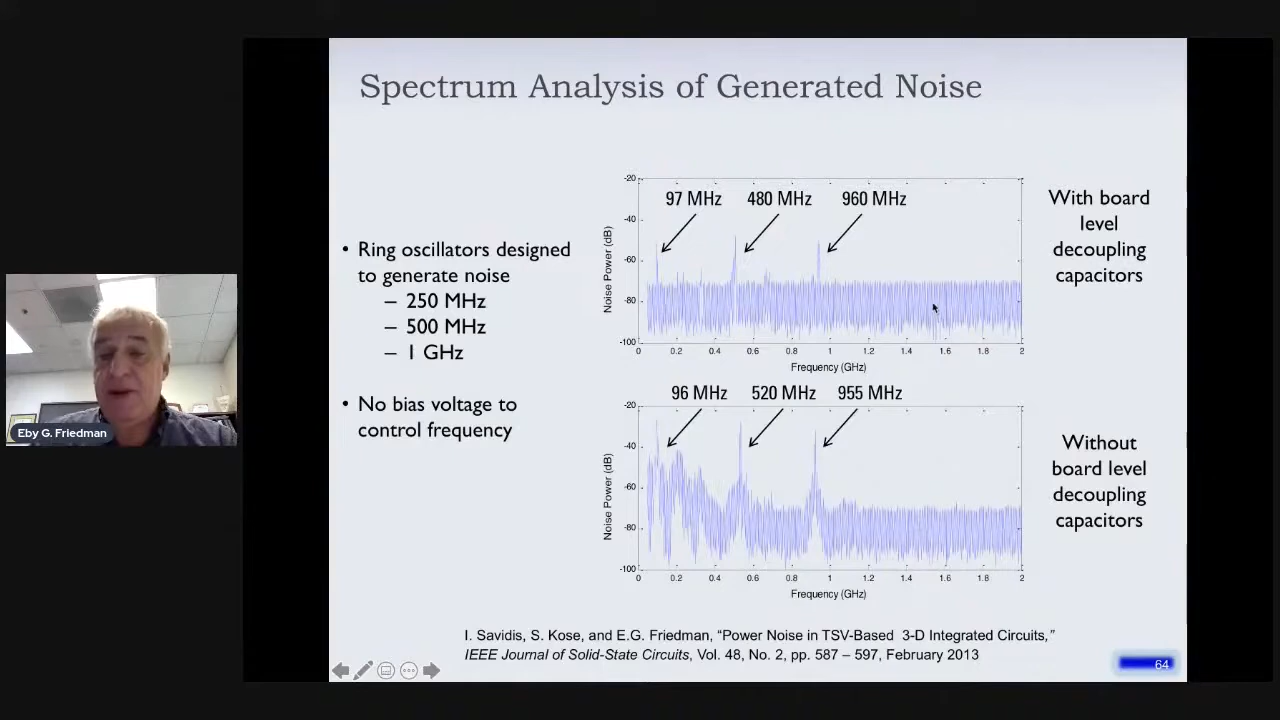 Spectrum Analysis of Generated Noise
• Ring oscillators designed
to generate noise
– 250 MHz
– 500 MHz
– 1 GHz
• No bias voltage to
control frequency
97 MHz 480 MHz 960 MHz
Noise Power (dB)
-20
-40
-60
-80
-100
0 0.2 0.4 0.6 0.8 1 1.2 1.4 1.6 1.8 2
Frequency (GHz)
With board
level
decoupling
capacitors
96 MHz 520 MHz 955 MHz
Noise Power (dB)
-20
-40
-60
-80
-100
0 0.2 0.4 0.6 0.8 1 1.2 1.4 1.6 1.8 2
Frequency (GHz)
Without
board level
decoupling
capacitors
I. Savidis, S. Kose, and E.G. Friedman, “Power Noise in TSV-Based 3-D Integrated Circuits,”
IEEE Journal of Solid-State Circuits, Vol. 48, No. 2, pp. 587 – 597, February 2013
64
Eby G. Friedman